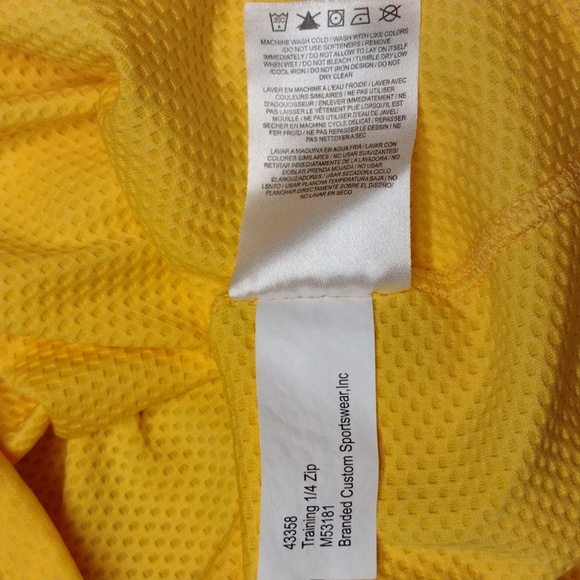 MACHINE WASH COLD / WASH WITH LIKE COLORS
/DO NOT USE SOFTENERS / REMOVE
IMMEDIATELY / DO NOT ALLOW TO LAY ON ITSELF
WHEN WET / DO NOT BLEACH / TUMBLE DRY LOW
/COOL IRON / DO NOT IRON DESIGN / DO NOT
DRY CLEAN
LAVER EN MACHINE A L'EAU FROIDE / LAVER AVEC
COULEURS SIMILAIRES / NE PAS UTILISER
D'ADOUCISSEUR / ENLEVER IMMEDIATEMENT / NE
PAS LAISSER LE VÊTEMENT PLIE LORSQU'IL EST
MOUILLE / NE PAS UTILISER D'EAU DE JAVEL/
SECHER EN MACHINE CYCLE DELICAT / REPASSER
FER FROID / NE PAS REPASSER LE DESSIN / NE
PAS NETTOYER A SEC
LAVAR A MAQUINA EN AGUA FRIA / LAVAR CON
COLORES SIMILARES / NO USAR SUAVIZANTES/
RETIRAR INMEDIATAMENTE DE LA LAVADORA / NO
DOBLAR PRENDA MOJADA / NO USAR
BLANQUEADORES / USAR SECADORA CICLO
LENTO / USAR PLANCHA TEMPERATURA BAJA / NO
PLANCHAR DIRECTAMENTE SOBRE EL DISEÑO/
NO LAVAR EN SECO
43358
Training 1/4 Zip
M53181
Branded Custom Sportswear,Inc